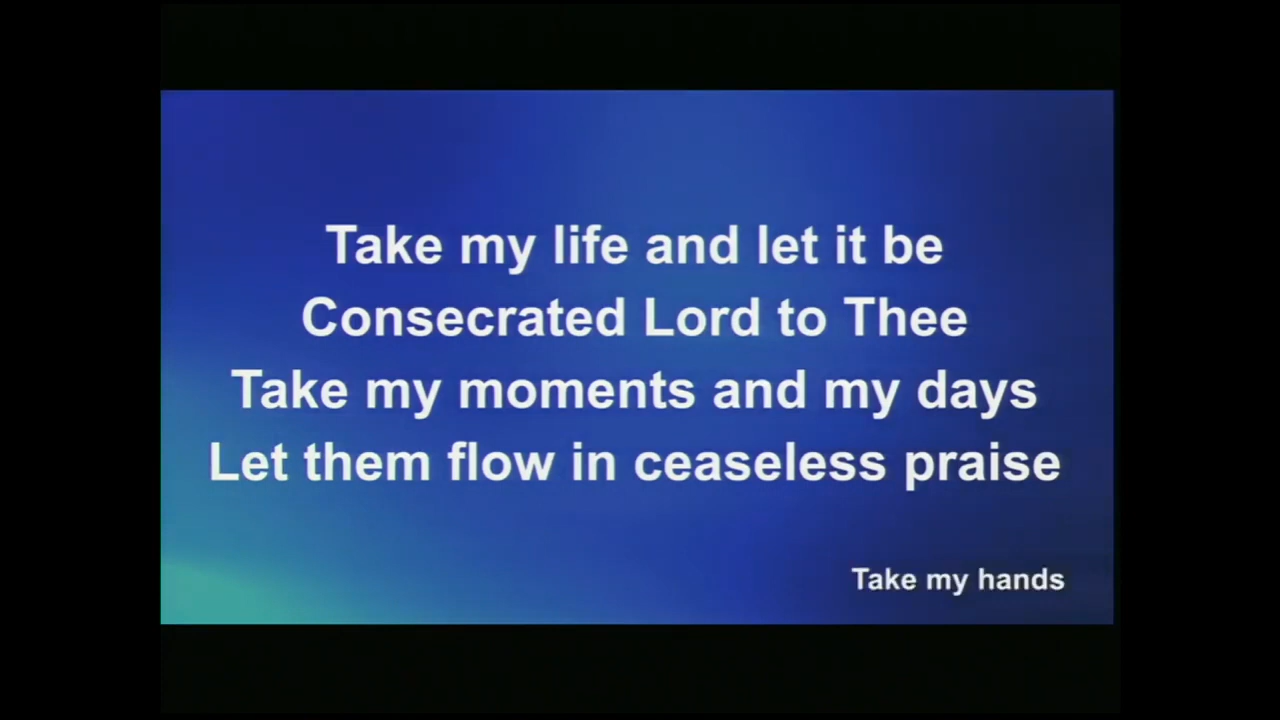 Take my life and let it be
Consecrated Lord to Thee
Take my moments and my days
Let them flow in ceaseless praise
Take my hands